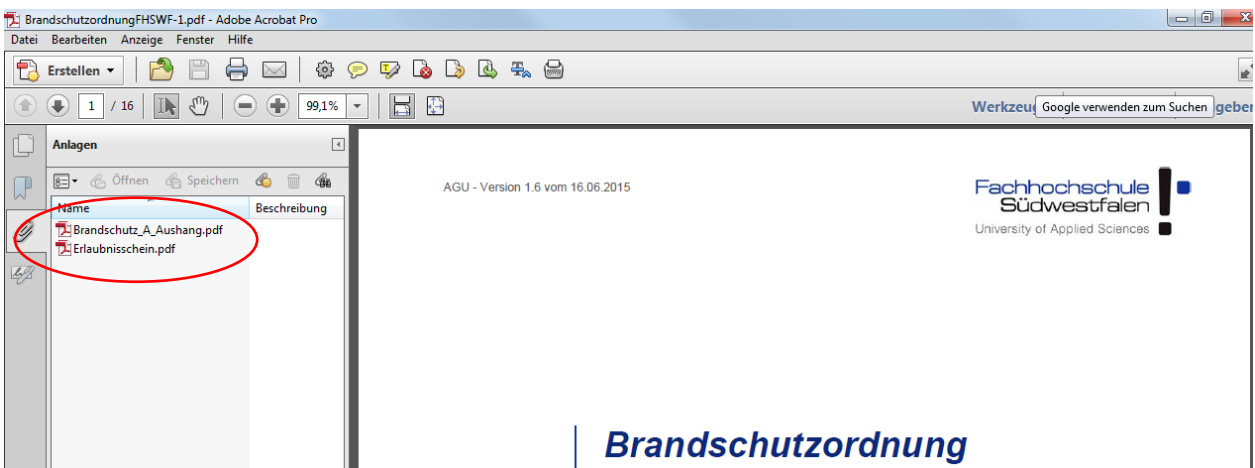 BrandschutzordnungFHSWF-1.pdf - Adobe Acrobat Pro
Datei Bearbeiten Anzeige Fenster Hilfe
Erstellen
1 / 16 99,1% Werkzeu Google verwenden zum Suchen geben
Anlagen
Öffnen Speichern
Name Beschreibung
Brandschutz_A_Aushang.pdf
Erlaubnisschein.pdf
AGU - Version 1.6 vom 16.06.2015
Fachhochschule
Südwestfalen
University of Applied Sciences
Brandschutzordnung